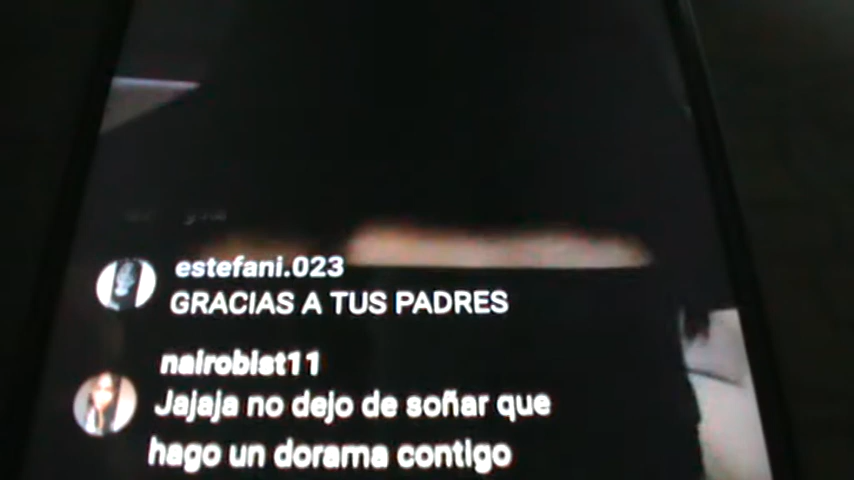 estefani.023
GRACIAS A TUS PADRES
nairobist11
Jajaja no dejo de soñar que
hago un dorama contigo